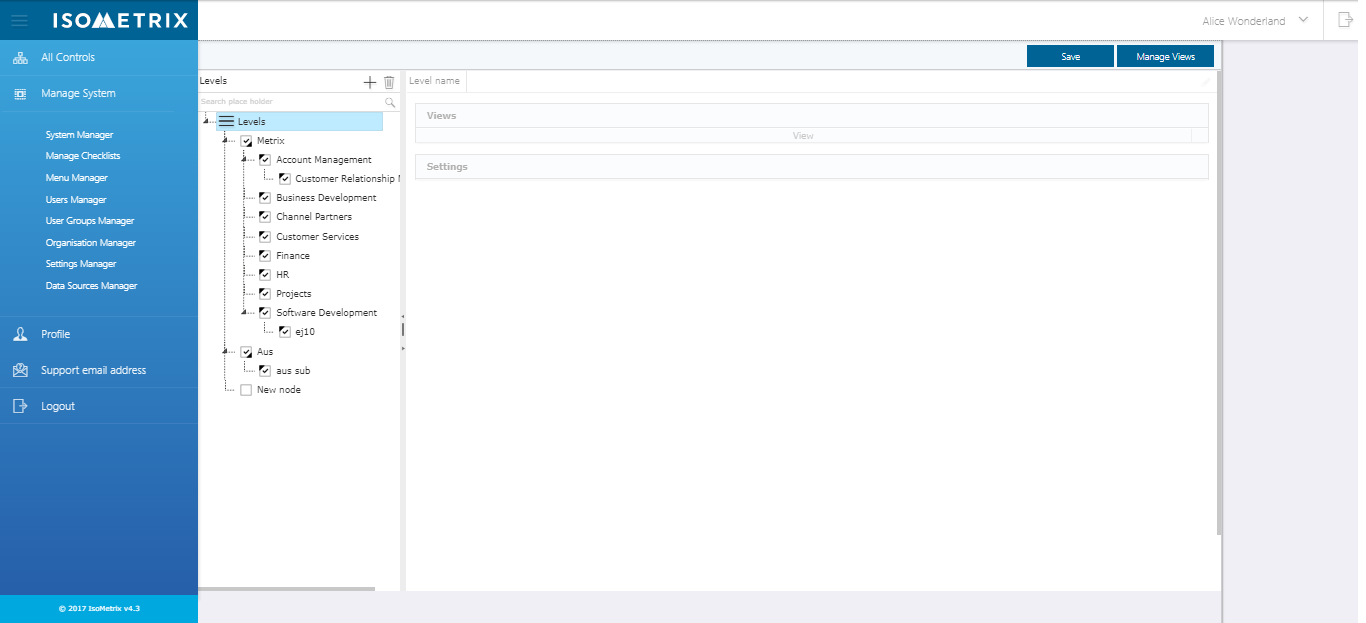 ISOMETRIX
Alice Wonderland
All Controls
Manage System
System Manager
Manage Checklists
Menu Manager
Users Manager
User Groups Manager
Organisation Manager
Settings Manager
Data Sources Manager
Profile
Support email address
Logout
© 2017 IsoMetrix v4.3
Save
Manage Views
Levels
Search place holder
Levels
Metrix
Account Management
Customer Relationship
Business Development
Channel Partners
Customer Services
Finance
HR
Projects
Software Development
ej10
Aus
aus sub
New node
Level name
Views
View
Settings